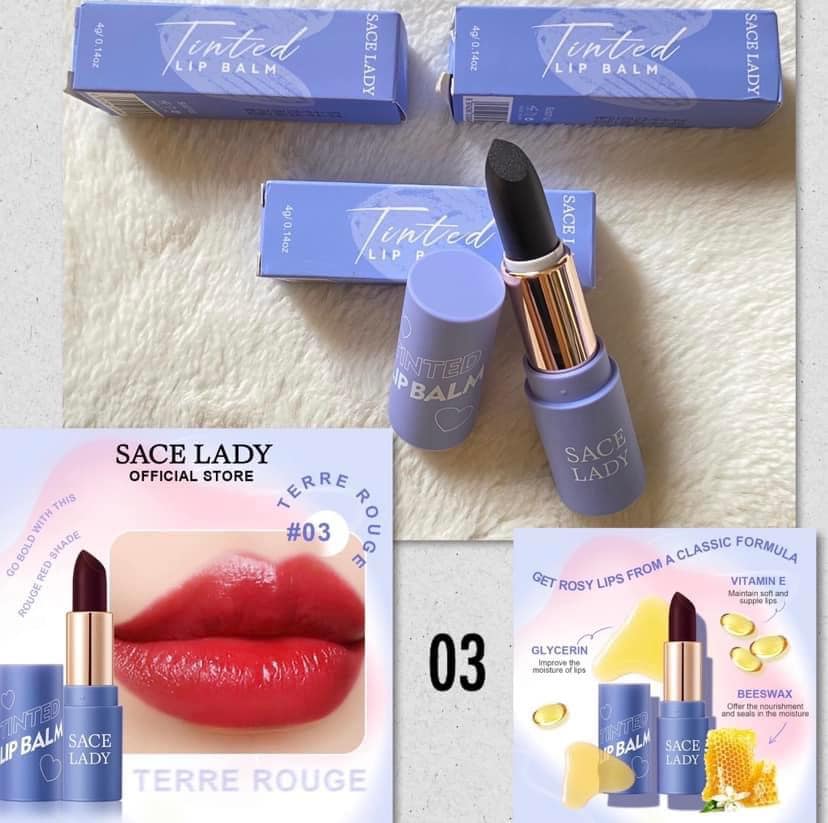 4g/0.14oz
Tinted
LIP BALM
SACE LADY
4g/0.14oz
Tinted
LIP BALM
SACE LADY
4g/0.14oz
Tinted
LIP B
SACE LADY
TINTED
LIP BALM
SACE
LADY
SACE LADY
OFFICIAL STORE
TERRE ROUGE
#03
GO BOLD WITH THIS
ROUGE RED SHADE
TINTED
LIP BALM
SACE
LADY
TERRE ROUGE
03
GET ROSY LIPS FROM A CLASSIC FORMULA
VITAMIN E
Maintain soft and
supple lips
GLYCERIN
Improve the
moisture of lips
BEESWAX
Offer the nourishment
and seals in the moisture
TINTED
LIP BALM
SACE
LADY